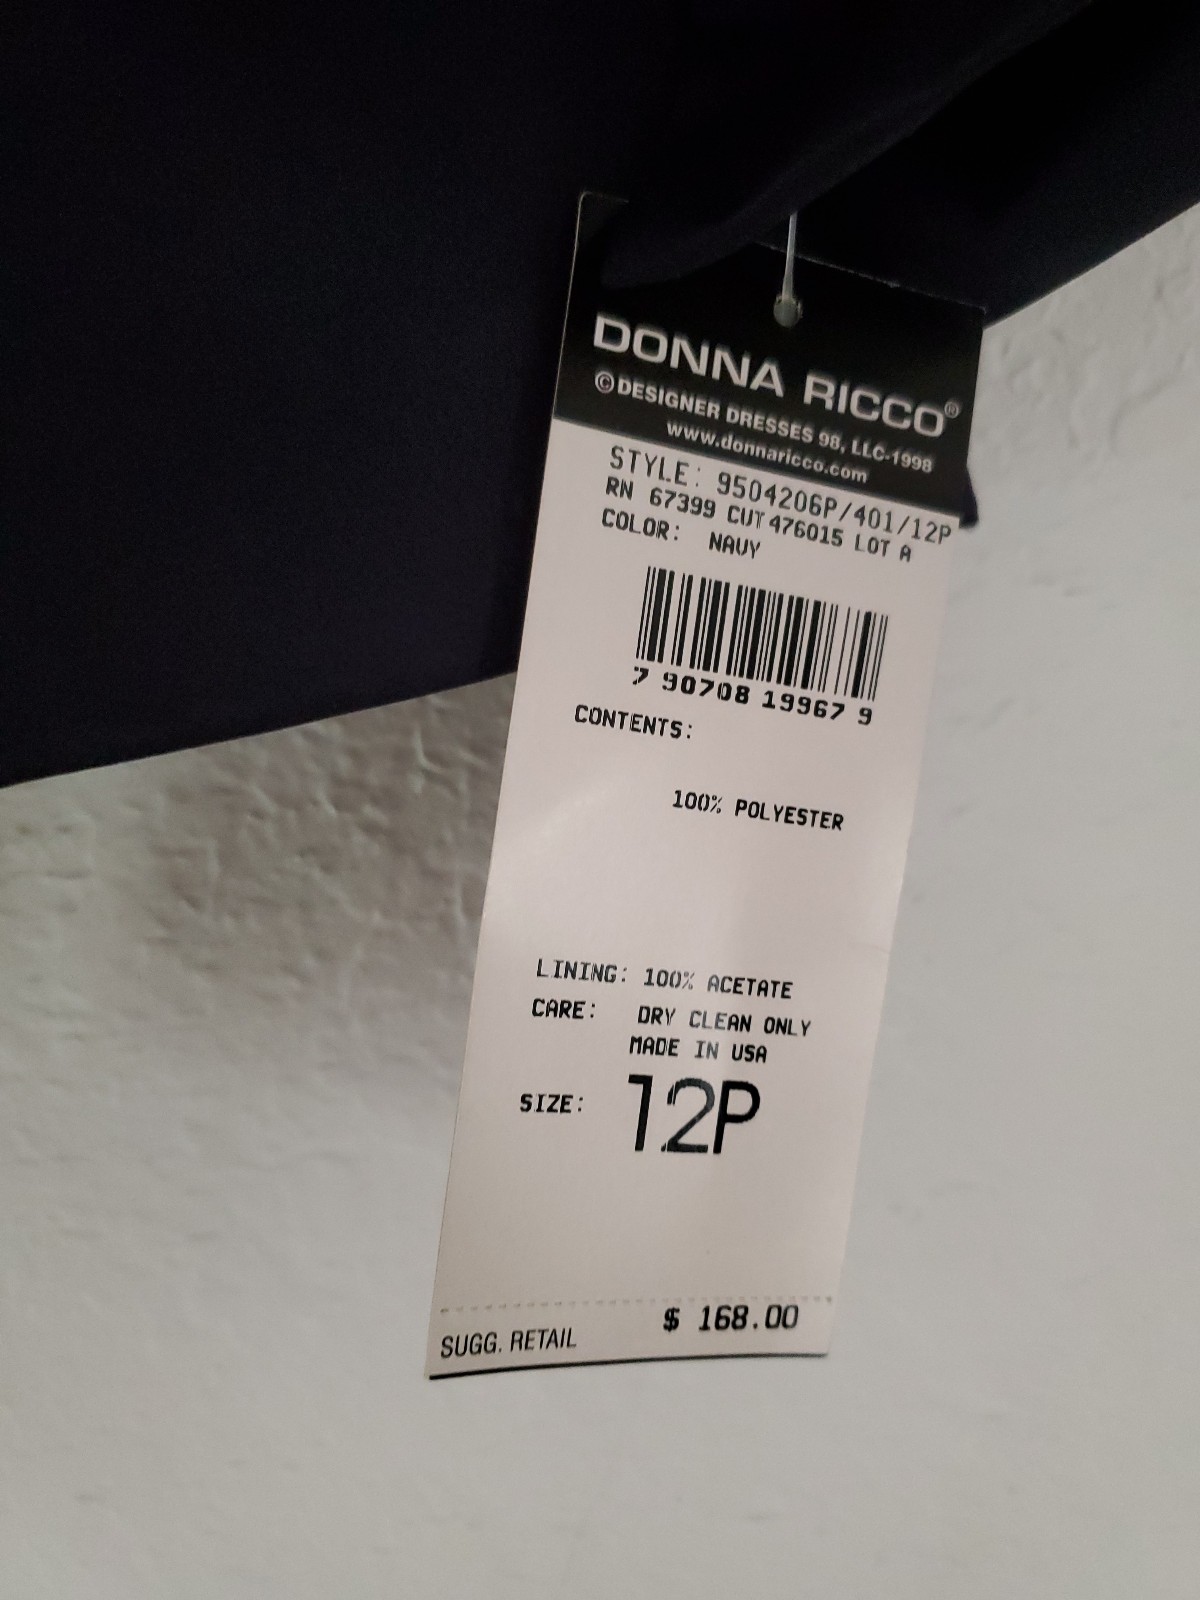 DONNA RICCO®
©DESIGNER DRESSES 98, LLC-1998
www.donnaricco.com
STYLE: 9504206P/401/12P
RN 67399 CUT 476015 LOT A
COLOR: NAVY
7 90708 19967 9
CONTENTS:
100% POLYESTER
LINING: 100% ACETATE
CARE: DRY CLEAN ONLY
MADE IN USA
SIZE: 12P
$ 168.00
SUGG. RETAIL